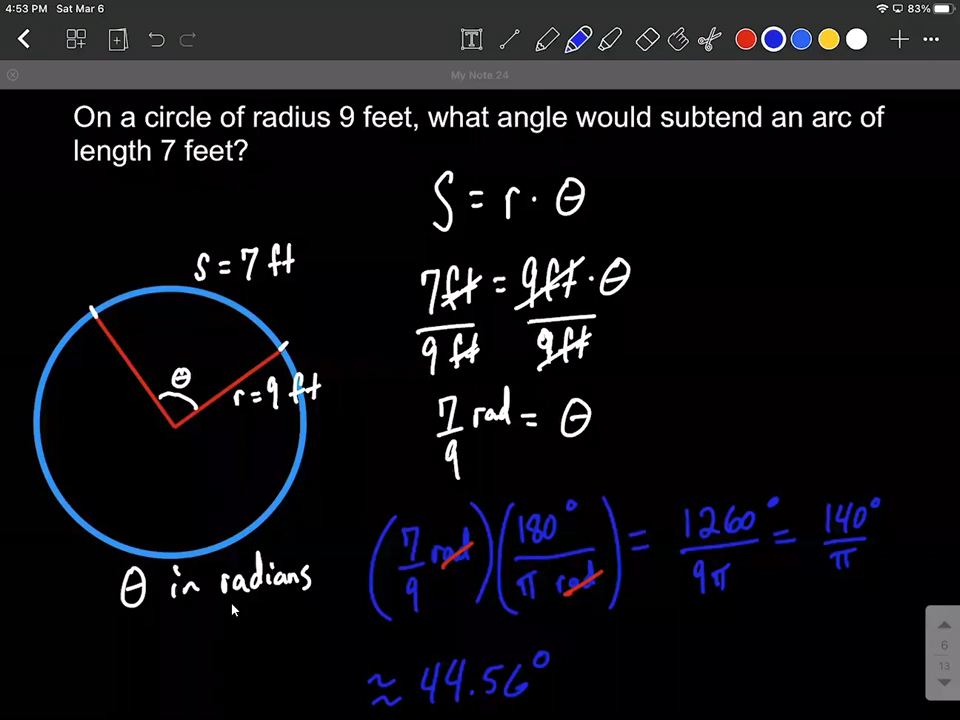 4:53 PM Sat Mar 6 83%
My Note 24
On a circle of radius 9 feet, what angle would subtend an arc of
length 7 feet?
S = r · θ
s = 7 ft
7ft = 9ft · θ
9 ft 9ft
θ
r = 9 ft
7/9 rad = θ
(7/9 rad)(180°/π rad) = 1260°/9π = 140°/π
θ in radians
≈ 44.56°
6
13